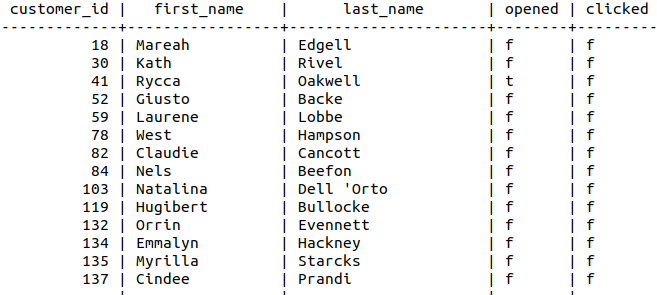 customer_id | first_name | last_name | opened | clicked
-------------+----------------+----------------------+--------+---------
18 | Mareah | Edgell | f | f
30 | Kath | Rivel | f | f
41 | Rycca | Oakwell | t | f
52 | Giusto | Backe | f | f
59 | Laurene | Lobbe | f | f
78 | West | Hampson | f | f
82 | Claudie | Cancott | f | f
84 | Nels | Beefon | f | f
103 | Natalina | Dell 'Orto | f | f
119 | Hugibert | Bullocke | f | f
132 | Orrin | Evennett | f | f
134 | Emmalyn | Hackney | f | f
135 | Myrilla | Starcks | f | f
137 | Cindee | Prandi | f | f